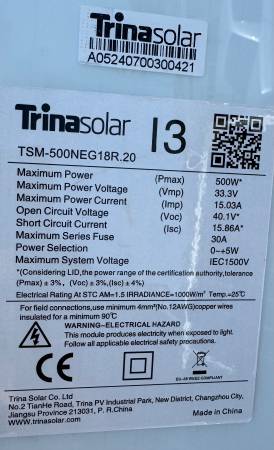 Trinasolar
A05240700300421
Trinasolar I3
TSM-500NEG18R.20
Maximum Power (Pmax) 500W*
Maximum Power Voltage (Vmp) 33.3V
Maximum Power Current (Imp) 15.03A
Open Circuit Voltage (Voc) 40.1V*
Short Circuit Current (Isc) 15.86A*
Maximum Series Fuse 30A
Power Selection 0~+5W
Maximum System Voltage IEC1500V
*(Considering LID,the power range of the certification authority,tolerance
(Pmax) ± 3%, (Voc) ±3%,(Isc) ±4%)
Electrical Rating At STC AM=1.5 IRRADIANCE=1000W/m² Temp.=25℃
For field connections,use minimum 4mm²(No.12AWG)copper wires
insulated for a minimum 90℃
WARNING–ELECTRICAL HAZARD
This module produces electricity when exposed to light.
Follow all applicable electrical safety precautions.
CE
EU-28 WEEE COMPLIANT
Trina Solar Co. Ltd
No.2 TianHe Road, Trina PV Industrial Park, New District, Changzhou City,
Jiangsu Province 213031, P. R.China
www.trinasolar.com